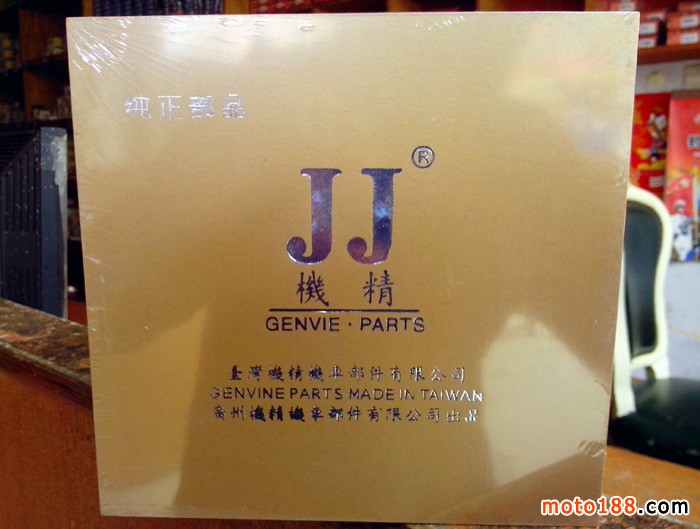 纯正部品
JJ®
機精
GENVIE · PARTS
臺灣機精機車部件有限公司
GENVINE PARTS MADE IN TAIWAN
廣州機精機車部件有限公司出品
moto188.com